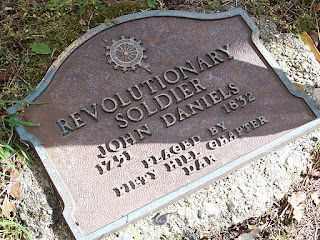 REVOLUTIONARY
SOLDIER
JOHN DANIELS
1751 1832
PLACED BY
CHAPTER
DAR